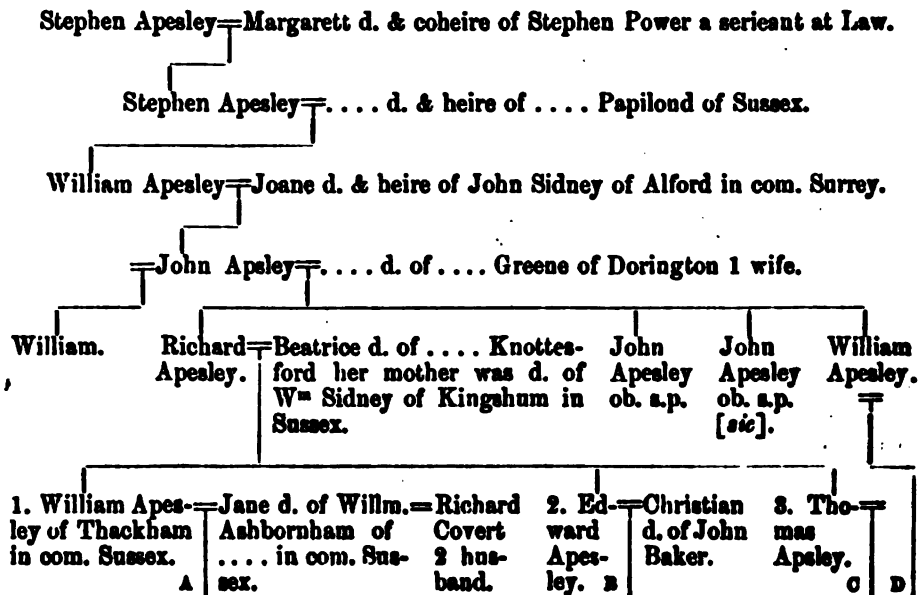 Stephen Apesley=Margarett d. & coheire of Stephen Power a serieant at Law.
Stephen Apesley=. . . . d. & heire of . . . . Papilond of Sussex.
William Apesley=Joane d. & heire of John Sidney of Alford in com. Surrey.
=John Apsley=. . . . d. of . . . . Greene of Dorington 1 wife.
William.
Richard=
Apesley.
Beatrice d. of . . . . Knottes-
ford her mother was d. of
Wm Sidney of Kingshum in
Sussex.
John
Apesley
ob. s.p.
John
Apesley
ob. s.p.
[sic].
William
Apesley.
=
1. William Apes-
ley of Thackham
in com. Sussex.
A
=Jane d. of Willm.
Ashbornham of
. . . . in com. Sus-
sex.
=Richard
Covert
2 hus-
band.
2. Ed-
ward
Apes-
ley. B
=Christian
d. of John
Baker.
3. Tho-=
mas
Apsley.
C
D